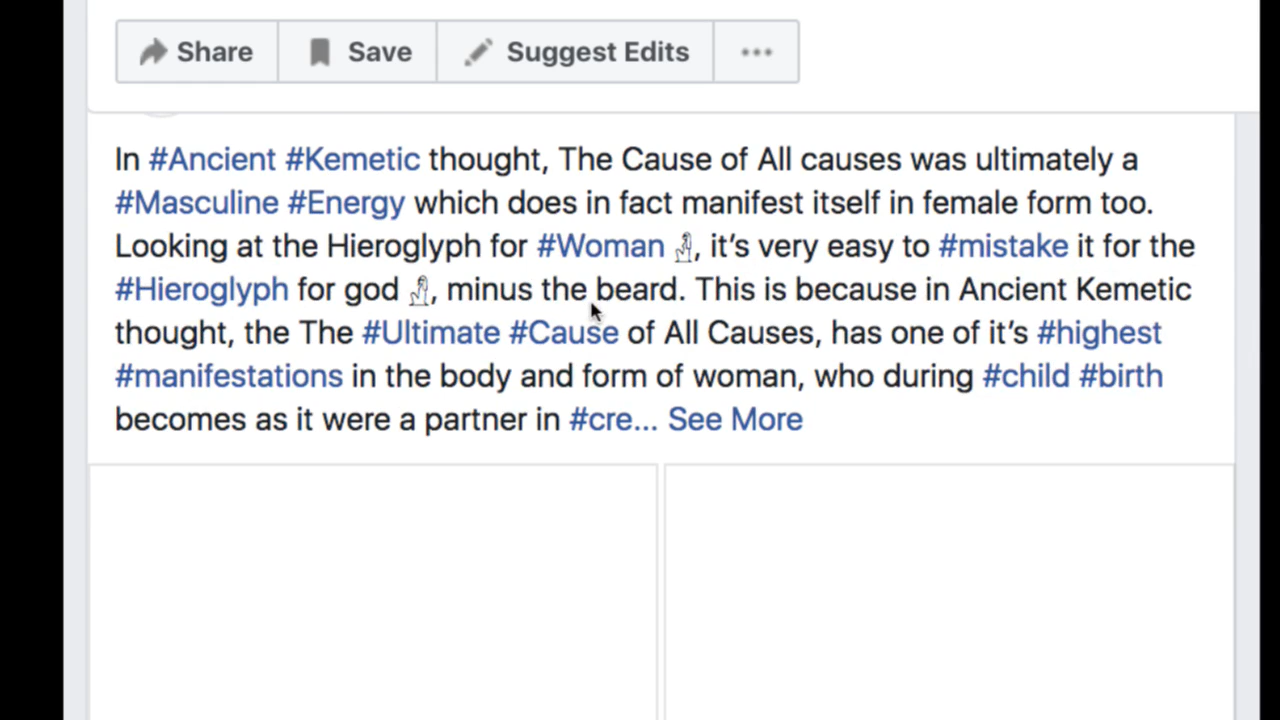 Share Save Suggest Edits ...
In #Ancient #Kemetic thought, The Cause of All causes was ultimately a
#Masculine #Energy which does in fact manifest itself in female form too.
Looking at the Hieroglyph for #Woman 𓁐, it’s very easy to #mistake it for the
#Hieroglyph for god 𓀭, minus the beard. This is because in Ancient Kemetic
thought, the The #Ultimate #Cause of All Causes, has one of it’s #highest
#manifestations in the body and form of woman, who during #child #birth
becomes as it were a partner in #cre... See More